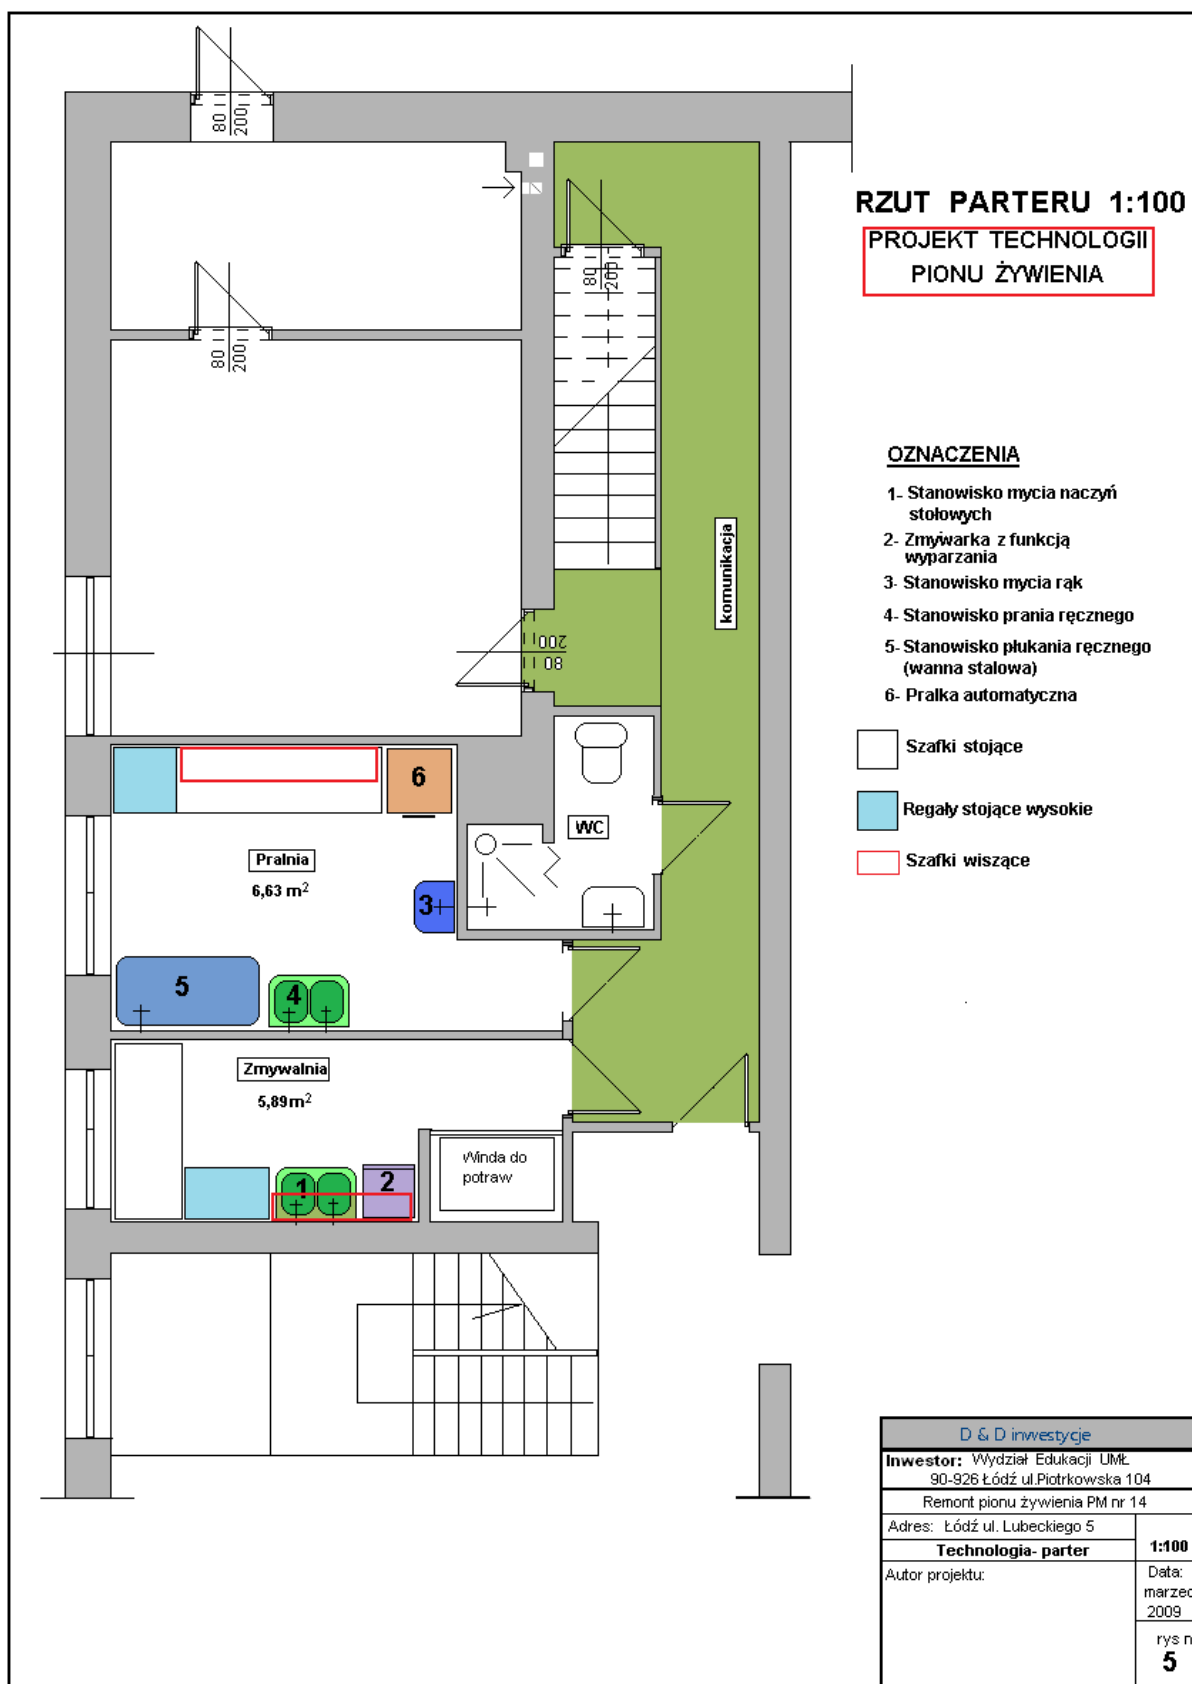 80
200
RZUT PARTERU 1:100
PROJEKT TECHNOLOGII
PIONU ŻYWIENIA
80
200
80
200
OZNACZENIA
1- Stanowisko mycia naczyń
stołowych
2- Zmywarka z funkcją
wyparzania
3- Stanowisko mycia rąk
4- Stanowisko prania ręcznego
5- Stanowisko płukania ręcznego
(wanna stalowa)
6- Pralka automatyczna
Szafki stojące
Regały stojące wysokie
Szafki wiszące
komunikacja
200
80
6
WC
Pralnia
6,63 m²
3
5
4
Zmywalnia
5,89m²
Winda do
potraw
1
2
D & D inwestycje
Inwestor: Wydział Edukacji UMŁ
90-926 Łódź ul.Piotrkowska 104
Remont pionu żywienia PM nr 14
Adres: Łódź ul. Lubeckiego 5
Technologia- parter
1:100
Autor projektu:
Data:
marzec
2009
rys n
5